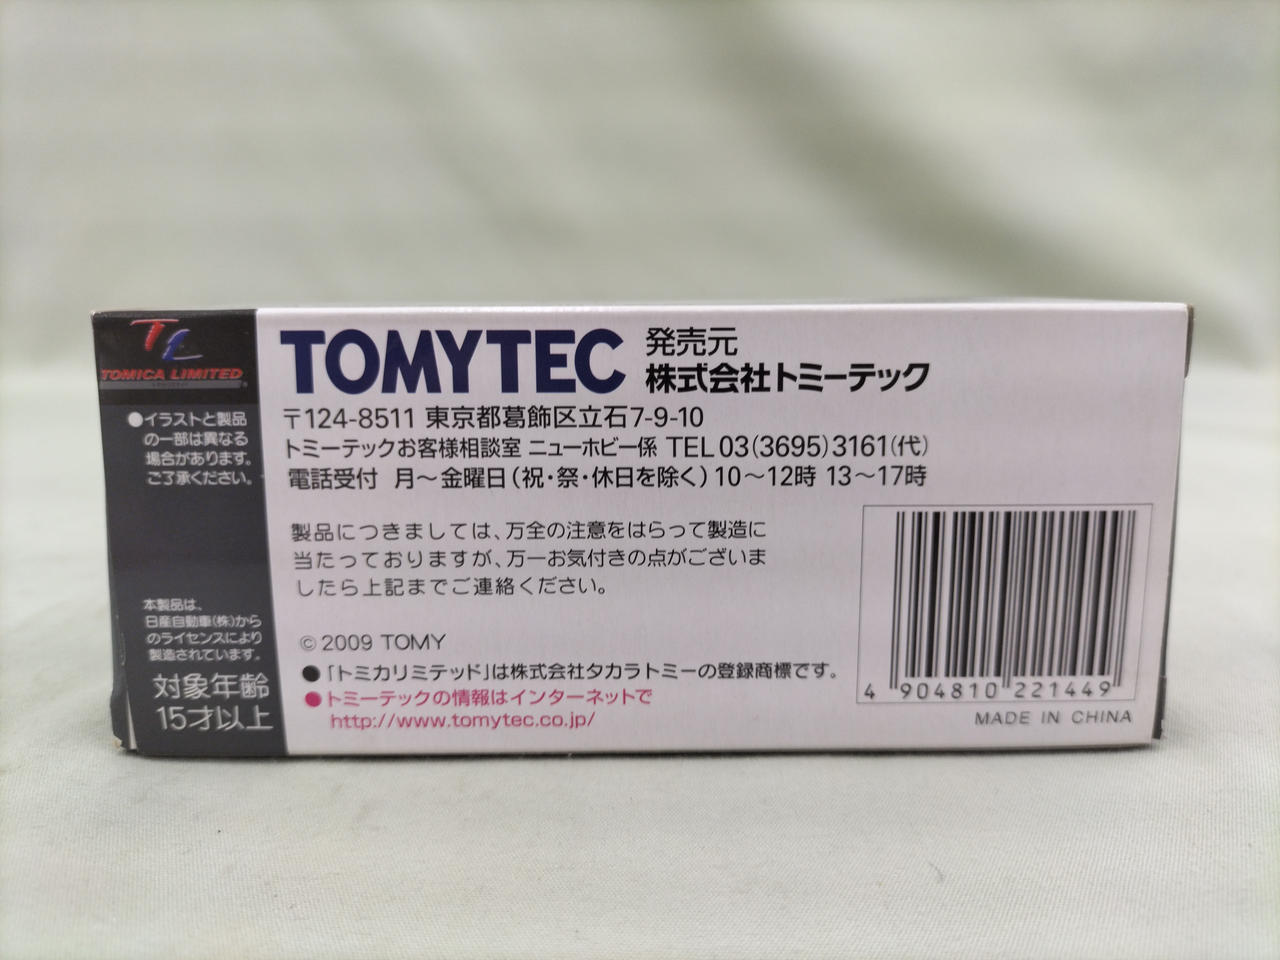 TL
TOMICA LIMITED
●イラストと製品
の一部は異なる
場合があります。
ご了承ください。
本製品は、
日産自動車(株)から
のライセンスにより
製造されています。
対象年齢
15才以上
TOMYTEC
発売元
株式会社トミーテック
〒124-8511 東京都葛飾区立石7-9-10
トミーテックお客様相談室 ニューホビー係 TEL 03(3695)3161(代)
電話受付 月〜金曜日(祝・祭・休日を除く)10〜12時 13〜17時
製品につきましては、万全の注意をはらって製造に
当たっておりますが、万一お気付きの点がございま
したら上記までご連絡ください。
© 2009 TOMY
●「トミカリミテッド」は株式会社タカラトミーの登録商標です。
●トミーテックの情報はインターネットで
http://www.tomytec.co.jp/
4 904810 221449
MADE IN CHINA